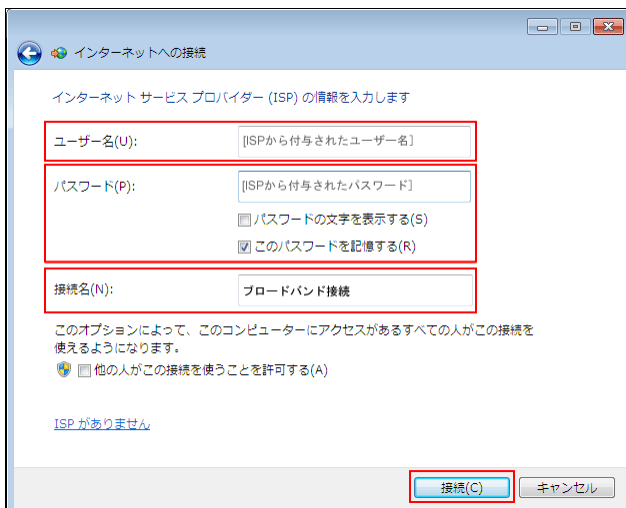 インターネットへの接続
インターネット サービス プロバイダー (ISP) の情報を入力します
ユーザー名(U):
[ISPから付与されたユーザー名]
パスワード(P):
[ISPから付与されたパスワード]
パスワードの文字を表示する(S)
このパスワードを記憶する(R)
接続名(N):
ブロードバンド接続
このオプションによって、このコンピューターにアクセスがあるすべての人がこの接続を
使えるようになります。
他の人がこの接続を使うことを許可する(A)
ISP がありません
接続(C)
キャンセル